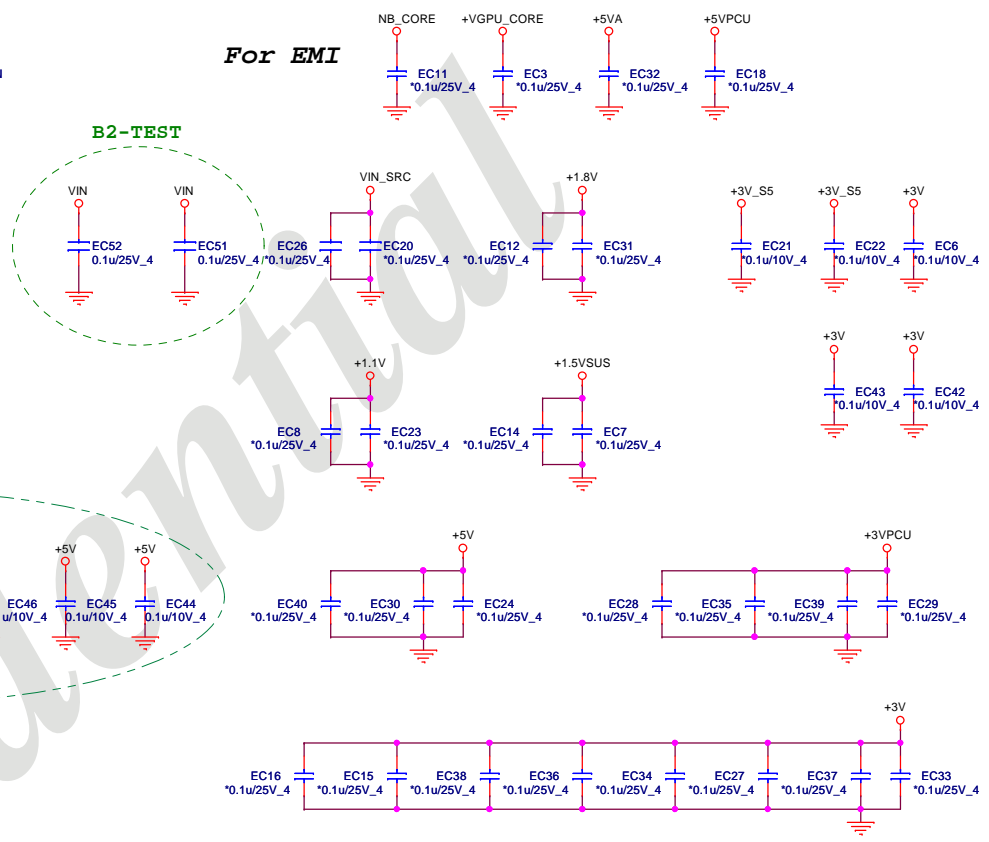 NB_CORE +VGPU_CORE +5VA +5VPCU
For EMI
EC11 EC3 EC32 EC18
*0.1u/25V_4 *0.1u/25V_4 *0.1u/25V_4 *0.1u/25V_4
B2-TEST
VIN VIN VIN_SRC +1.8V +3V_S5 +3V_S5 +3V
EC52 EC51 EC26 EC20 EC12 EC31 EC21 EC22 EC6
0.1u/25V_4 0.1u/25V_4 *0.1u/25V_4 *0.1u/25V_4 *0.1u/25V_4 *0.1u/25V_4 *0.1u/10V_4 *0.1u/10V_4 *0.1u/10V_4
+3V +3V
+1.1V +1.5VSUS
EC43 EC42
*0.1u/10V_4 *0.1u/10V_4
EC8 EC23 EC14 EC7
*0.1u/25V_4 *0.1u/25V_4 *0.1u/25V_4 *0.1u/25V_4
+5V +5V +5V +3VPCU
EC46 EC45 EC44 EC40 EC30 EC24 EC28 EC35 EC39 EC29
u/10V_4 0.1u/10V_4 0.1u/10V_4 *0.1u/25V_4 *0.1u/25V *0.1u/25V_4 *0.1u/25V_4 *0.1u/25V_4 *0.1u/25V_4 *0.1u/25V_4
+3V
EC16 EC15 EC38 EC36 EC34 EC27 EC37 EC33
*0.1u/25V_4 *0.1u/25V_4 *0.1u/25V_4 *0.1u/25V_4 *0.1u/25V_4 *0.1u/25V_4 *0.1u/25V_4 *0.1u/25V_4
dential